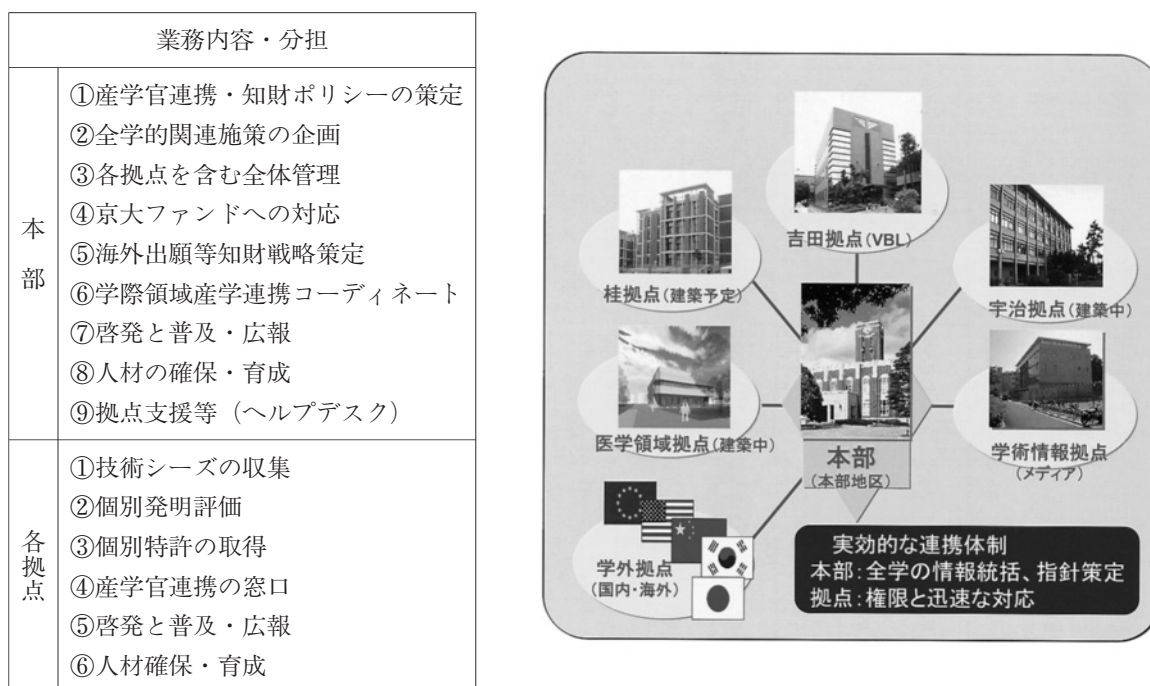 業務内容・分担
本部
①産学官連携・知財ポリシーの策定
②全学的関連施策の企画
③各拠点を含む全体管理
④京大ファンドへの対応
⑤海外出願等知財戦略策定
⑥学際領域産学連携コーディネート
⑦啓発と普及・広報
⑧人材の確保・育成
⑨拠点支援等（ヘルプデスク）
各拠点
①技術シーズの収集
②個別発明評価
③個別特許の取得
④産学官連携の窓口
⑤啓発と普及・広報
⑥人材確保・育成
吉田拠点(VBL)
桂拠点(建築予定)
宇治拠点(建築中)
医学領域拠点(建築中)
本部
(本部地区)
学術情報拠点
(メディア)
学外拠点
(国内・海外)
実効的な連携体制
本部：全学の情報統括、指針策定
拠点：権限と迅速な対応